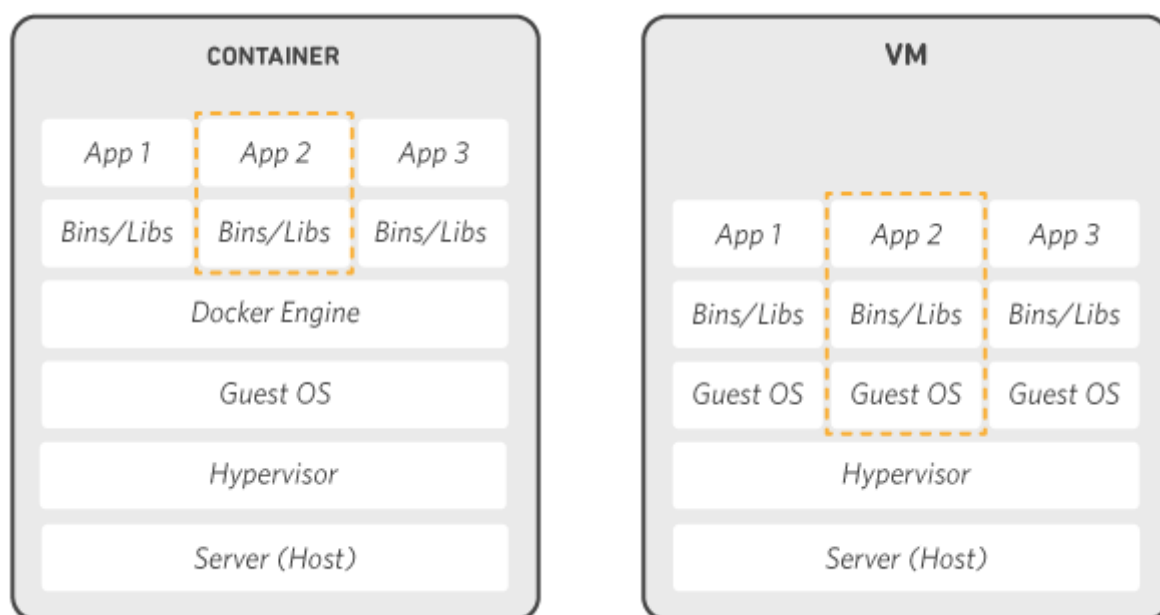 CONTAINER
App 1 App 2 App 3
Bins/Libs Bins/Libs Bins/Libs
Docker Engine
Guest OS
Hypervisor
Server (Host)
VM
App 1 App 2 App 3
Bins/Libs Bins/Libs Bins/Libs
Guest OS Guest OS Guest OS
Hypervisor
Server (Host)